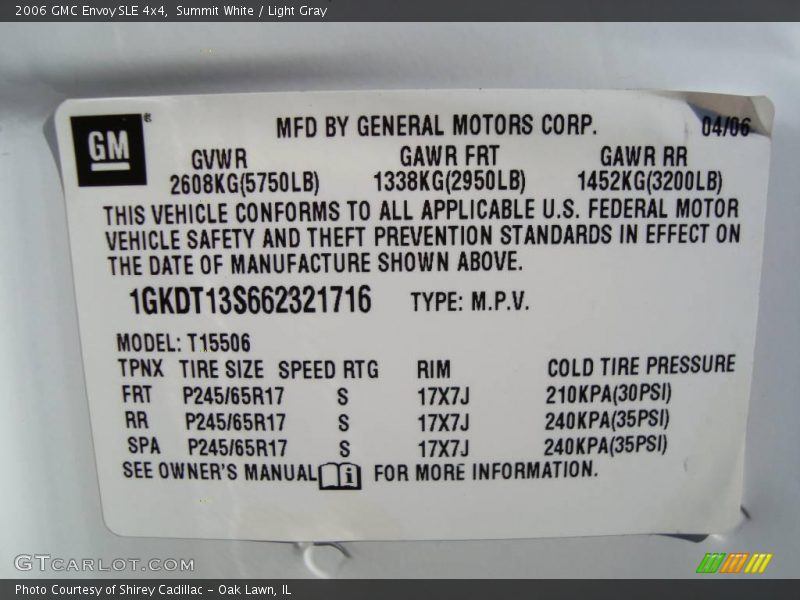 2006 GMC Envoy SLE 4x4,  Summit White / Light Gray
GM®
MFD BY GENERAL MOTORS CORP. 04/06
GVWR GAWR FRT GAWR RR
2608KG(5750LB) 1338KG(2950LB) 1452KG(3200LB)
THIS VEHICLE CONFORMS TO ALL APPLICABLE U.S. FEDERAL MOTOR
VEHICLE SAFETY AND THEFT PREVENTION STANDARDS IN EFFECT ON
THE DATE OF MANUFACTURE SHOWN ABOVE.
1GKDT13S662321716 TYPE: M.P.V.
MODEL: T15506
TPNX TIRE SIZE SPEED RTG RIM COLD TIRE PRESSURE
FRT P245/65R17 S 17X7J 210KPA(30PSI)
RR P245/65R17 S 17X7J 240KPA(35PSI)
SPA P245/65R17 S 17X7J 240KPA(35PSI)
SEE OWNER'S MANUAL i FOR MORE INFORMATION.
GTCARLOT.COM
Photo Courtesy of Shirey Cadillac - Oak Lawn, IL